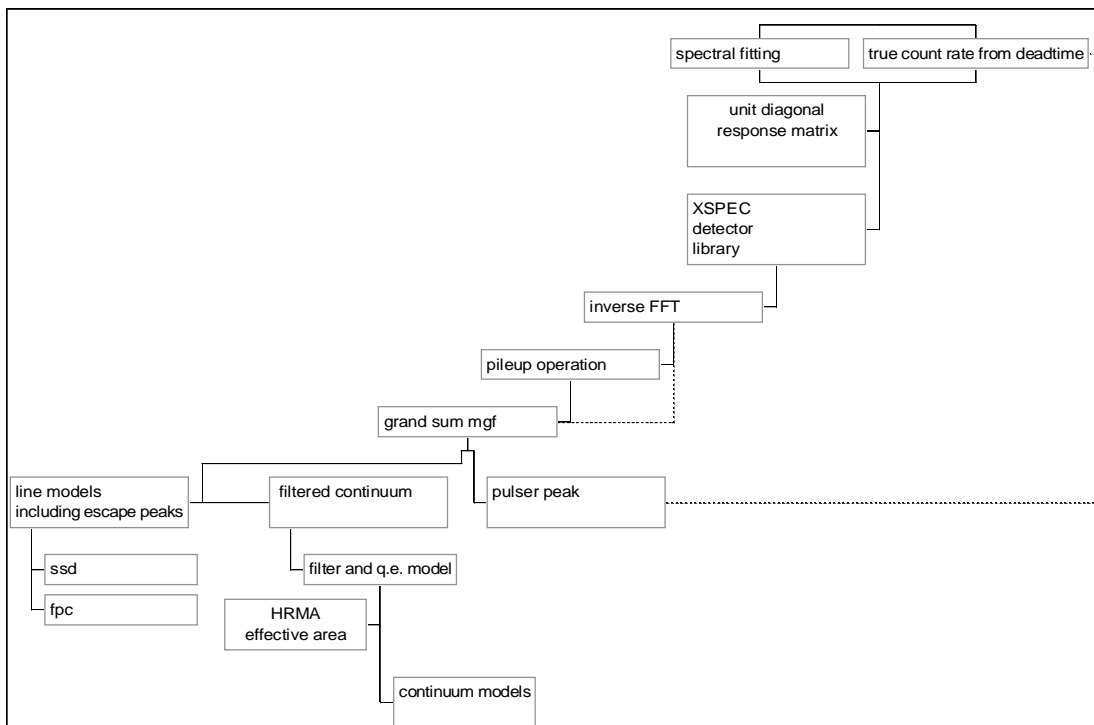 spectral fitting
true count rate from deadtime
unit diagonal
response matrix
XSPEC
detector
library
inverse FFT
pileup operation
grand sum mgf
line models
including escape peaks
filtered continuum
pulser peak
ssd
filter and q.e. model
fpc
HRMA
effective area
continuum models